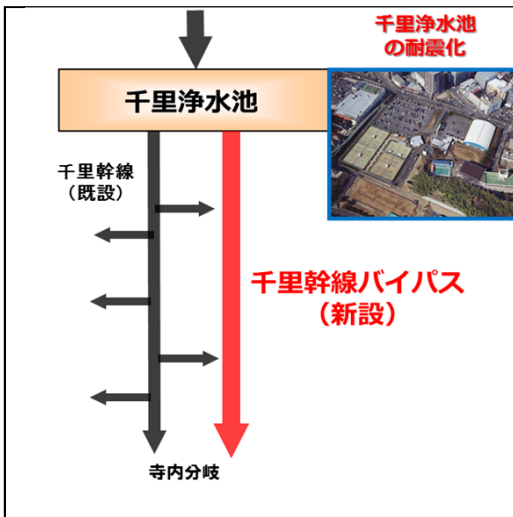 千里浄水池
の耐震化
千里浄水池
千里幹線
（既設）
千里幹線バイパス
（新設）
寺内分岐